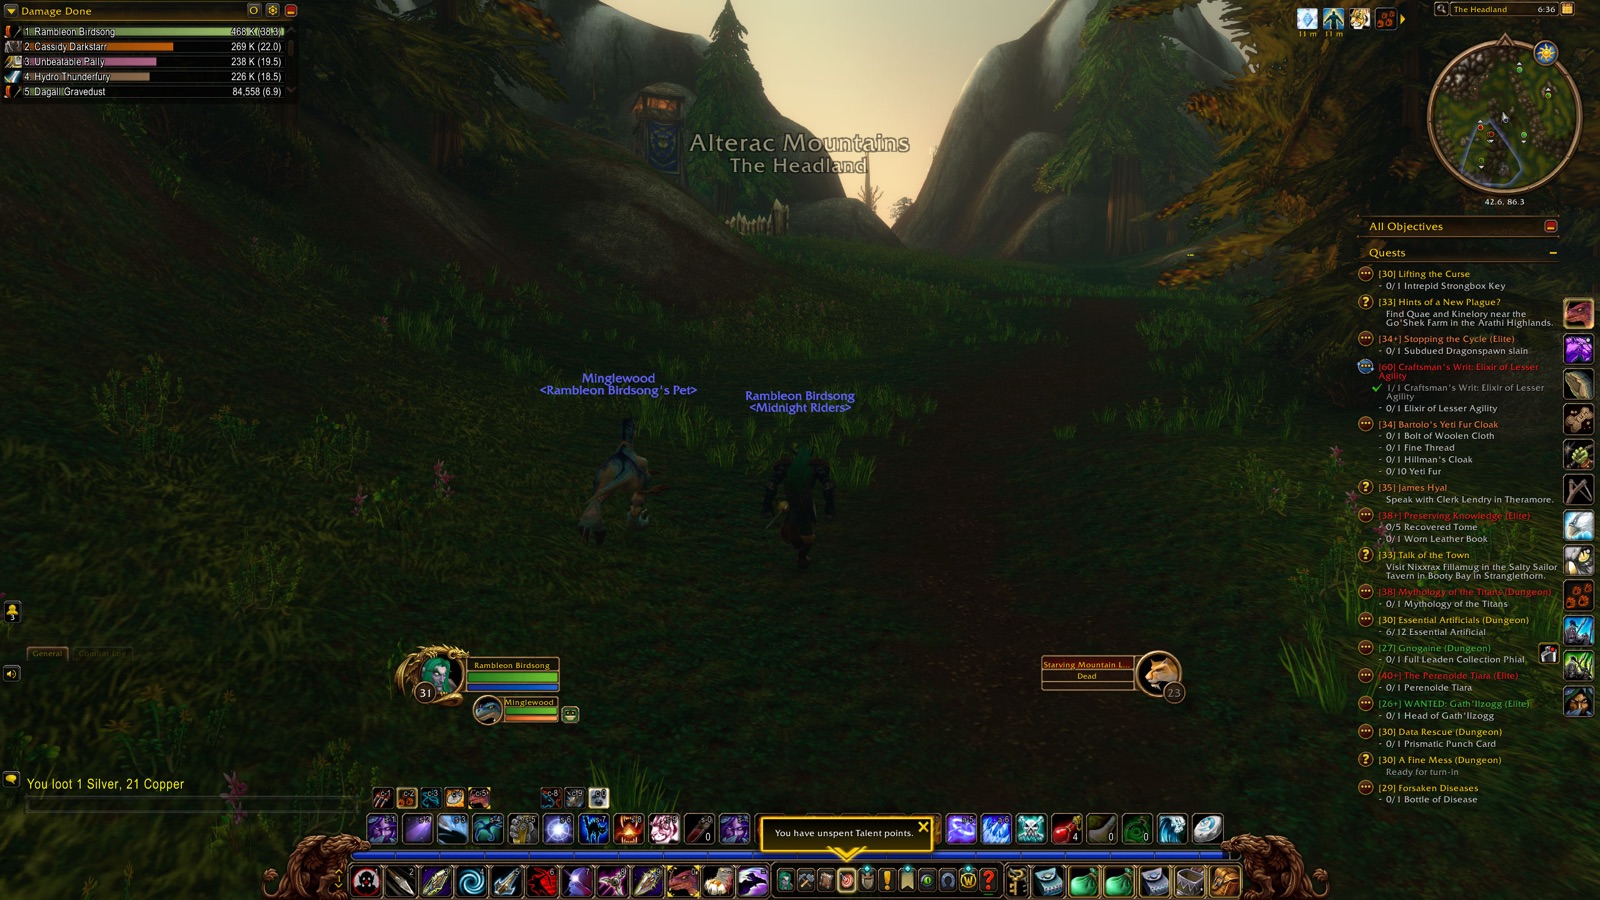 Damage Done
1. Rambleon Birdsong 468 K (38.3)
2. Cassidy Darkstarr 269 K (22.0)
3. Unbeatable Pally 238 K (19.5)
4. Hydro Thunderfury 226 K (18.5)
5. Dagall Gravedust 84,558 (6.9)
11 m 11 m
The Headland 6:36
Alterac Mountains
The Headland
42.6, 86.3
All Objectives
Quests
[30] Lifting the Curse
- 0/1 Intrepid Strongbox Key
[33] Hints of a New Plague?
Find Quae and Kinelory near the
Go'Shek Farm in the Arathi Highlands.
[34+] Stopping the Cycle (Elite)
- 0/1 Subdued Dragonspawn slain
[60] Craftsman's Writ: Elixir of Lesser
Agility
1/1 Craftsman's Writ: Elixir of Lesser
Agility
- 0/1 Elixir of Lesser Agility
[34] Bartolo's Yeti Fur Cloak
- 0/1 Bolt of Woolen Cloth
- 0/1 Fine Thread
- 0/1 Hillman's Cloak
- 0/10 Yeti Fur
[35] James Hyal
Speak with Clerk Lendry in Theramore.
[38+] Preserving Knowledge (Elite)
- 0/5 Recovered Tome
- 0/1 Worn Leather Book
[33] Talk of the Town
Visit Nixxrax Fillamug in the Salty Sailor
Tavern in Booty Bay in Stranglethorn.
[38] Mythology of the Titans (Dungeon)
- 0/1 Mythology of the Titans
[30] Essential Artificials (Dungeon)
- 6/12 Essential Artificial
[27] Gnogaine (Dungeon)
- 0/1 Full Leaden Collection Phial
[40+] The Perenolde Tiara (Elite)
- 0/1 Perenolde Tiara
[26+] WANTED: Gath'Ilzogg (Elite)
- 0/1 Head of Gath'Ilzogg
[30] Data Rescue (Dungeon)
- 0/1 Prismatic Punch Card
[30] A Fine Mess (Dungeon)
Ready for turn-in
[29] Forsaken Diseases
- 0/1 Bottle of Disease
Minglewood
<Rambleon Birdsong's Pet>
Rambleon Birdsong
<Midnight Riders>
3
General Combat Log
Rambleon Birdsong
31
Minglewood
Starving Mountain L...
Dead
23
You loot 1 Silver, 21 Copper
You have unspent Talent points.